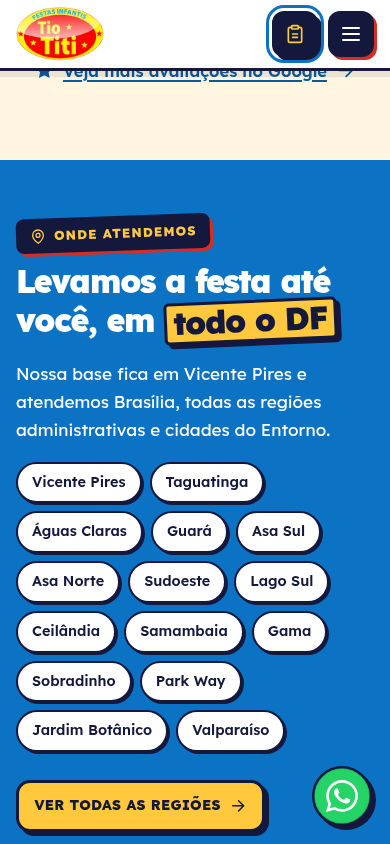 FESTAS INFANTIS
Tio
Titi
Veja mais avaliações no Google
ONDE ATENDEMOS
Levamos a festa até
você, em todo o DF
Nossa base fica em Vicente Pires e
atendemos Brasília, todas as regiões
administrativas e cidades do Entorno.
Vicente Pires Taguatinga
Águas Claras Guará Asa Sul
Asa Norte Sudoeste Lago Sul
Ceilândia Samambaia Gama
Sobradinho Park Way
Jardim Botânico Valparaíso
VER TODAS AS REGIÕES